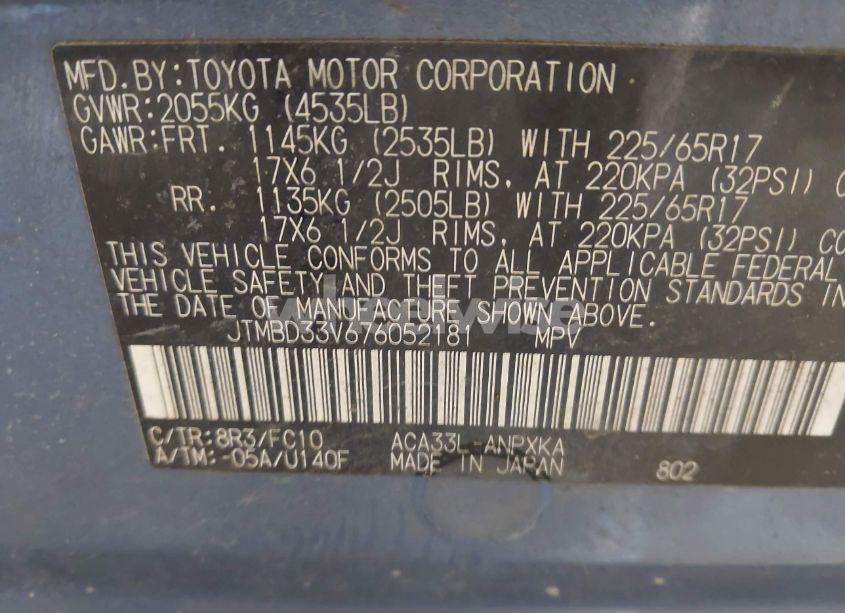 MFD.BY:TOYOTA MOTOR CORPORATION
GVWR:2055KG (4535LB)
GAWR:FRT. 1145KG (2535LB) WITH 225/65R17
17X6 1/2J RIMS, AT 220KPA (32PSI)
RR. 1135KG (2505LB) WITH 225/65R17
17X6 1/2J RIMS, AT 220KPA (32PSI) CO
THIS VEHICLE CONFORMS TO ALL APPLICABLE FEDERAL
VEHICLE SAFETY AND THEFT PREVENTION STANDARDS IN
THE DATE OF MANUFACTURE SHOWN ABOVE.
JTMBD33V676052181 MPV
C/TR:8R3/FC10 ACA33L-ANPXKA
A/TM:-05A/U140F MADE IN JAPAN 802